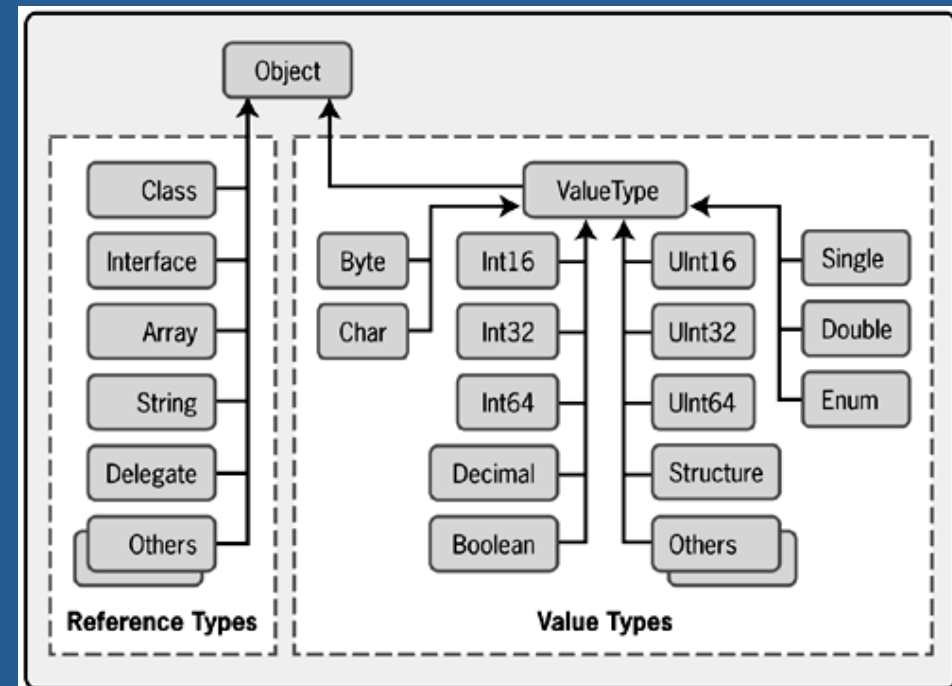 Object
Class
Interface
Array
String
Delegate
Others
Reference Types
ValueType
Byte
Char
Int16
Int32
Int64
Decimal
Boolean
UInt16
UInt32
UInt64
Structure
Others
Single
Double
Enum
Value Types